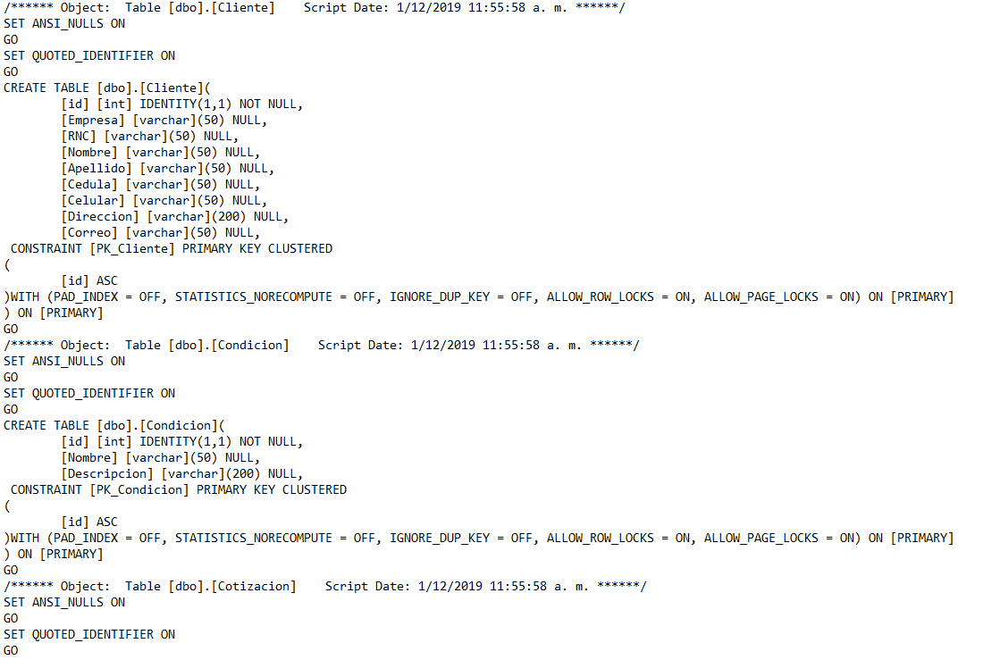 /****** Object:  Table [dbo].[Cliente]    Script Date: 1/12/2019 11:55:58 a. m. ******/
SET ANSI_NULLS ON
GO
SET QUOTED_IDENTIFIER ON
GO
CREATE TABLE [dbo].[Cliente](
	[id] [int] IDENTITY(1,1) NOT NULL,
	[Empresa] [varchar](50) NULL,
	[RNC] [varchar](50) NULL,
	[Nombre] [varchar](50) NULL,
	[Apellido] [varchar](50) NULL,
	[Cedula] [varchar](50) NULL,
	[Celular] [varchar](50) NULL,
	[Direccion] [varchar](200) NULL,
	[Correo] [varchar](50) NULL,
 CONSTRAINT [PK_Cliente] PRIMARY KEY CLUSTERED
(
	[id] ASC
)WITH (PAD_INDEX = OFF, STATISTICS_NORECOMPUTE = OFF, IGNORE_DUP_KEY = OFF, ALLOW_ROW_LOCKS = ON, ALLOW_PAGE_LOCKS = ON) ON [PRIMARY]
) ON [PRIMARY]
GO
/****** Object:  Table [dbo].[Condicion]    Script Date: 1/12/2019 11:55:58 a. m. ******/
SET ANSI_NULLS ON
GO
SET QUOTED_IDENTIFIER ON
GO
CREATE TABLE [dbo].[Condicion](
	[id] [int] IDENTITY(1,1) NOT NULL,
	[Nombre] [varchar](50) NULL,
	[Descripcion] [varchar](200) NULL,
 CONSTRAINT [PK_Condicion] PRIMARY KEY CLUSTERED
(
	[id] ASC
)WITH (PAD_INDEX = OFF, STATISTICS_NORECOMPUTE = OFF, IGNORE_DUP_KEY = OFF, ALLOW_ROW_LOCKS = ON, ALLOW_PAGE_LOCKS = ON) ON [PRIMARY]
) ON [PRIMARY]
GO
/****** Object:  Table [dbo].[Cotizacion]    Script Date: 1/12/2019 11:55:58 a. m. ******/
SET ANSI_NULLS ON
GO
SET QUOTED_IDENTIFIER ON
GO